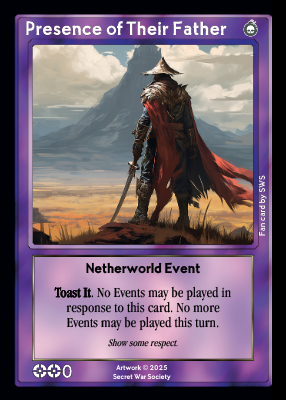 Presence of Their Father
Fan card by SWS
Netherworld Event
Toast It. No Events may be played in
response to this card. No more
Events may be played this turn.
Show some respect.
0
Artwork © 2025
Secret War Society